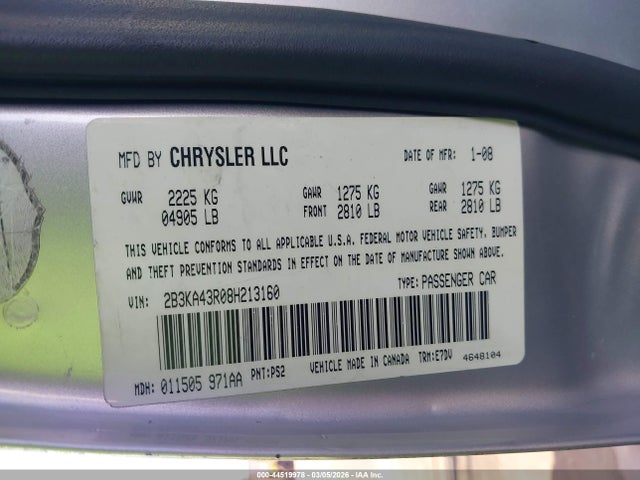 MFD BY CHRYSLER LLC DATE OF MFR: 1-08
GVWR 2225 KG GAWR 1275 KG GAWR 1275 KG
04905 LB FRONT 2810 LB REAR 2810 LB
THIS VEHICLE CONFORMS TO ALL APPLICABLE U.S.A. FEDERAL MOTOR VEHICLE SAFETY, BUMPER
AND THEFT PREVENTION STANDARDS IN EFFECT ON THE DATE OF MANUFACTURE SHOWN ABOVE.
VIN: 2B3KA43R08H213160 TYPE: PASSENGER CAR
MDH: 011505 971AA PNT:PS2 VEHICLE MADE IN CANADA TRM:E7DV 4648104
000-44519978 - 03/05/2026 - IAA Inc.